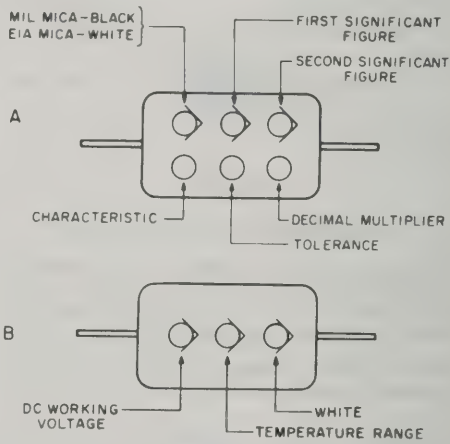 MIL MICA-BLACK
EIA MICA-WHITE
FIRST SIGNIFICANT
FIGURE
SECOND SIGNIFICANT
FIGURE
A
CHARACTERISTIC
DECIMAL MULTIPLIER
TOLERANCE
B
DC WORKING
VOLTAGE
WHITE
TEMPERATURE RANGE